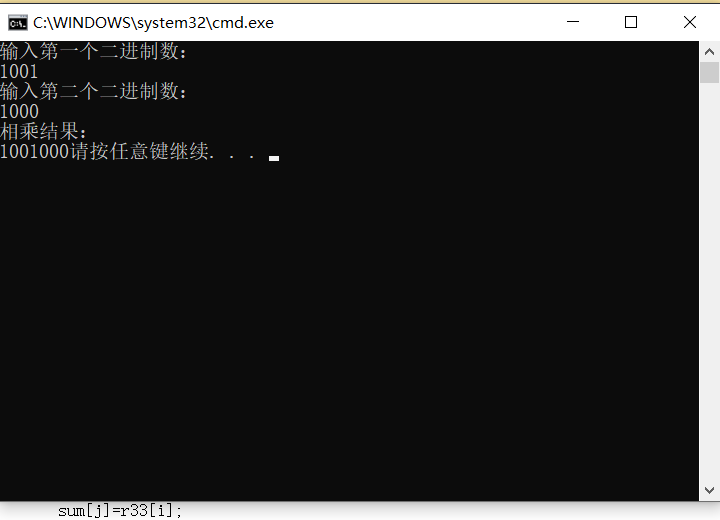 C:\WINDOWS\system32\cmd.exe
输入第一个二进制数:
1001
输入第二个二进制数:
1000
相乘结果:
1001000请按任意键继续. . .
sum[j]=r33[i];